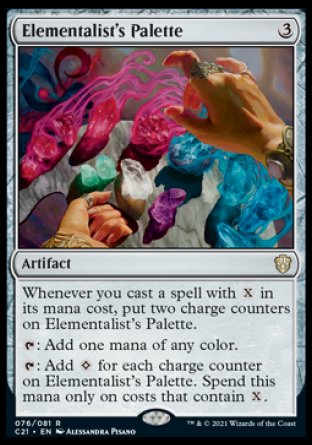 Elementalist's Palette 3
Artifact
Whenever you cast a spell with X in
its mana cost, put two charge counters
on Elementalist's Palette.
: Add one mana of any color.
: Add for each charge counter
on Elementalist's Palette. Spend this
mana only on costs that contain X.
076/081 R
C21 • EN Alessandra Pisano
™ & © 2021 Wizards of the Coast